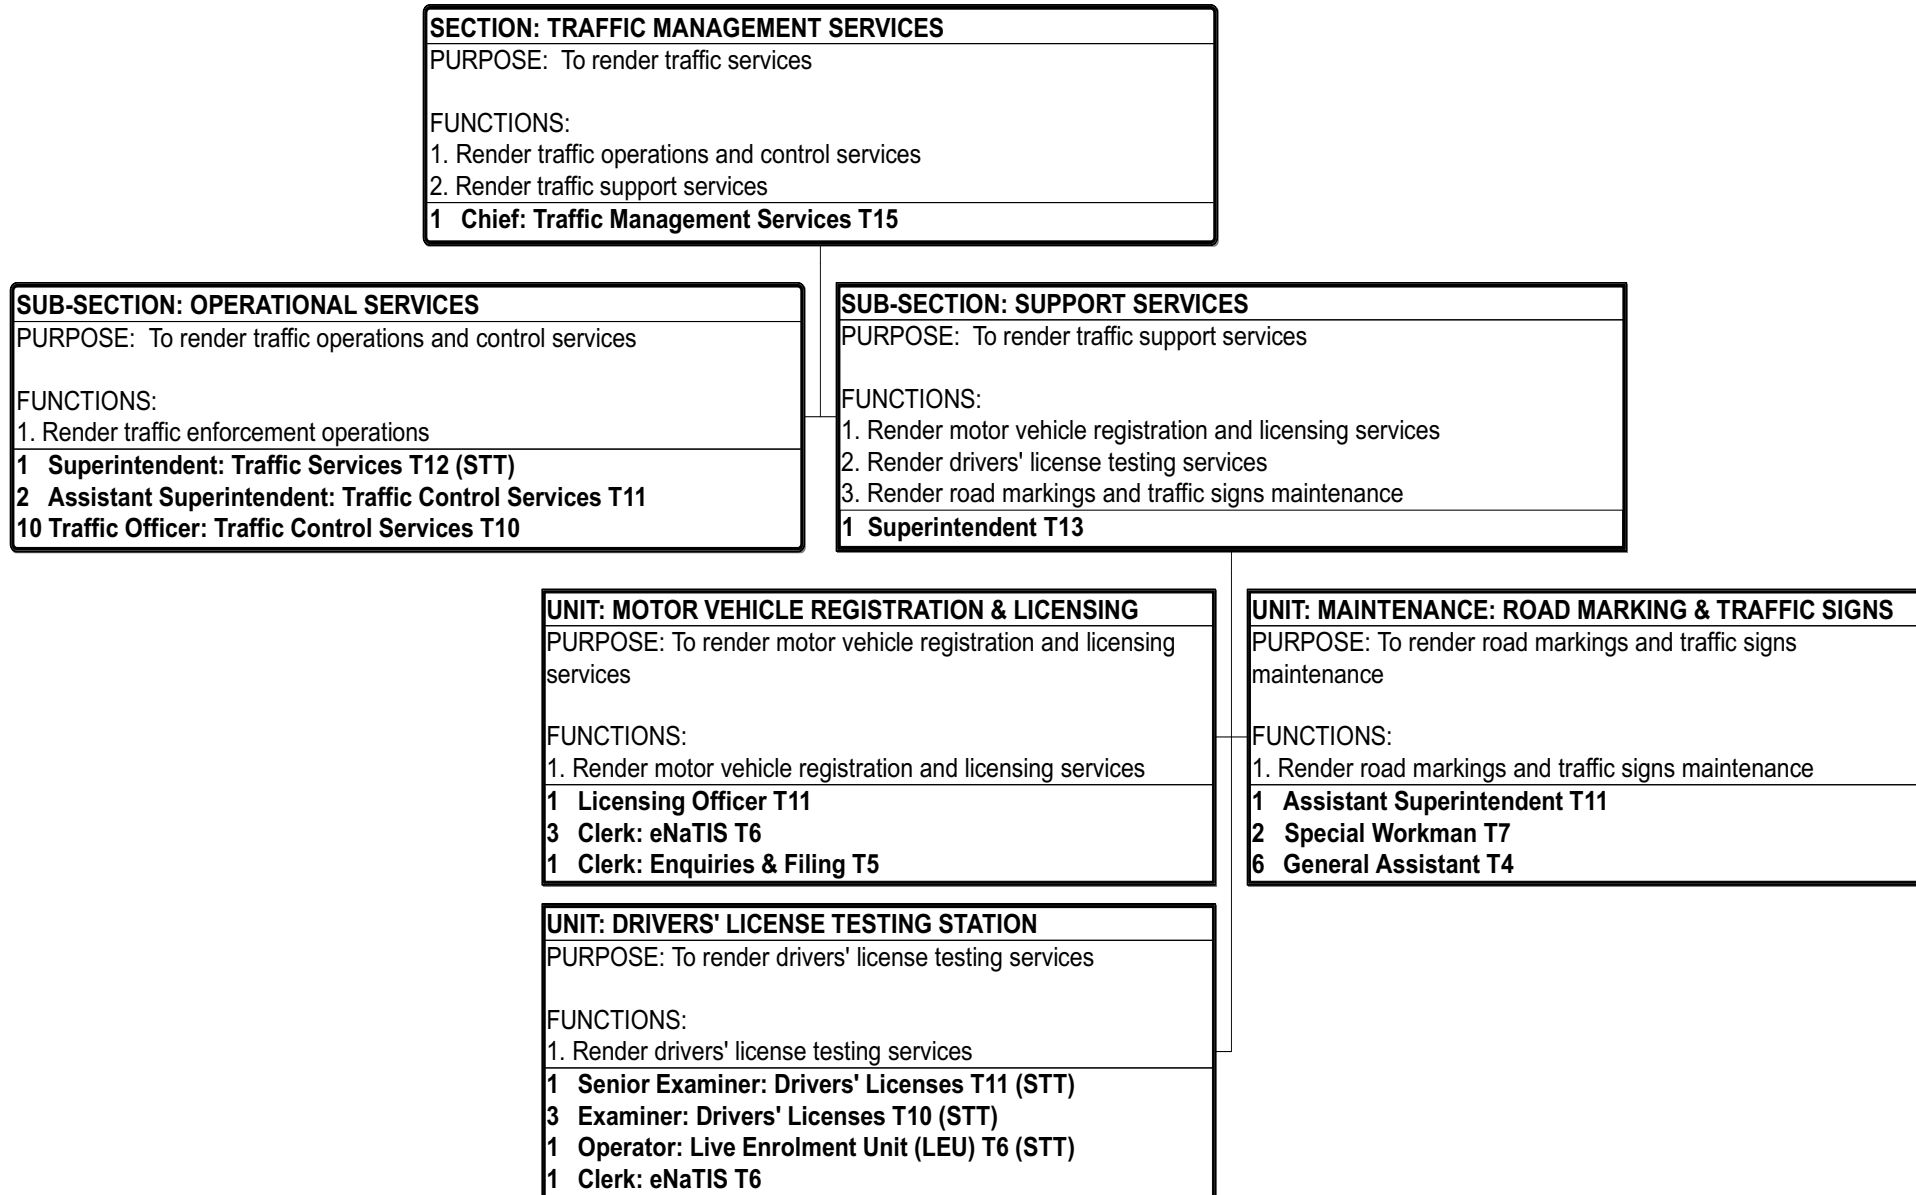 SECTION: TRAFFIC MANAGEMENT SERVICES
PURPOSE: To render traffic services
FUNCTIONS:
1. Render traffic operations and control services
2. Render traffic support services
1 Chief: Traffic Management Services T15
SUB-SECTION: OPERATIONAL SERVICES
PURPOSE: To render traffic operations and control services
FUNCTIONS:
1. Render traffic enforcement operations
1 Superintendent: Traffic Services T12 (STT)
2 Assistant Superintendent: Traffic Control Services T11
10 Traffic Officer: Traffic Control Services T10
SUB-SECTION: SUPPORT SERVICES
PURPOSE: To render traffic support services
FUNCTIONS:
1. Render motor vehicle registration and licensing services
2. Render drivers' license testing services
3. Render road markings and traffic signs maintenance
1 Superintendent T13
UNIT: MOTOR VEHICLE REGISTRATION & LICENSING
PURPOSE: To render motor vehicle registration and licensing
services
FUNCTIONS:
1. Render motor vehicle registration and licensing services
1 Licensing Officer T11
3 Clerk: eNaTIS T6
1 Clerk: Enquiries & Filing T5
UNIT: MAINTENANCE: ROAD MARKING & TRAFFIC SIGNS
PURPOSE: To render road markings and traffic signs
maintenance
FUNCTIONS:
1. Render road markings and traffic signs maintenance
1 Assistant Superintendent T11
2 Special Workman T7
6 General Assistant T4
UNIT: DRIVERS' LICENSE TESTING STATION
PURPOSE: To render drivers' license testing services
FUNCTIONS:
1. Render drivers' license testing services
1 Senior Examiner: Drivers' Licenses T11 (STT)
3 Examiner: Drivers' Licenses T10 (STT)
1 Operator: Live Enrolment Unit (LEU) T6 (STT)
1 Clerk: eNaTIS T6